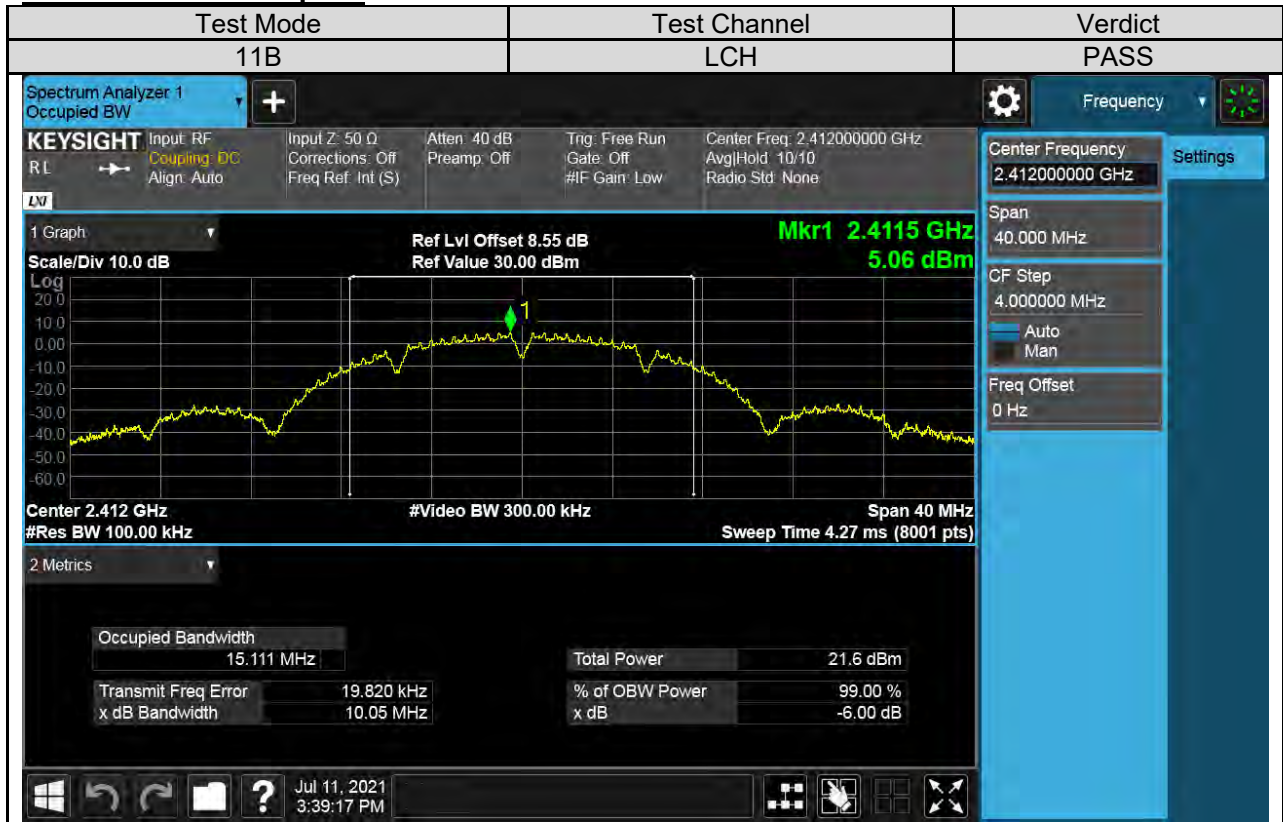 Test Mode Test Channel Verdict
11B LCH PASS
Spectrum Analyzer 1
Occupied BW
+
Frequency
KEYSIGHT
RL
LXI
Input: RF
Coupling: DC
Align: Auto
Input Z: 50 Ω
Corrections: Off
Freq Ref: Int (S)
Atten: 40 dB
Preamp: Off
Trig: Free Run
Gate: Off
#IF Gain: Low
Center Freq: 2.412000000 GHz
Avg|Hold: 10/10
Radio Std: None
Center Frequency
2.412000000 GHz
Settings
Span
40.000 MHz
CF Step
4.000000 MHz
Auto
Man
Freq Offset
0 Hz
1 Graph
Scale/Div 10.0 dB
Ref Lvl Offset 8.55 dB
Ref Value 30.00 dBm
Mkr1 2.4115 GHz
5.06 dBm
Log
20.0
10.0
0.00
-10.0
-20.0
-30.0
-40.0
-50.0
-60.0
1
Center 2.412 GHz #Video BW 300.00 kHz Span 40 MHz
#Res BW 100.00 kHz Sweep Time 4.27 ms (8001 pts)
2 Metrics
Occupied Bandwidth
15.111 MHz
Total Power 21.6 dBm
Transmit Freq Error 19.820 kHz
% of OBW Power 99.00 %
x dB Bandwidth 10.05 MHz
x dB -6.00 dB
?
Jul 11, 2021
3:39:17 PM